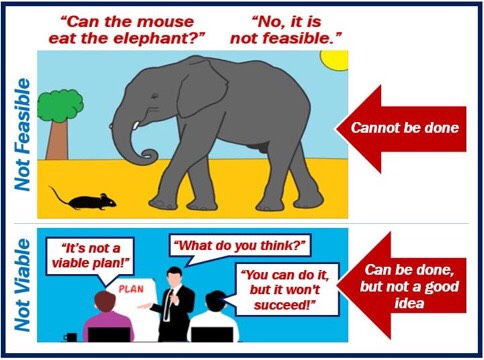 “Can the mouse
eat the elephant?”
“No, it is
not feasible.”
Not Feasible
Cannot be done
Not Viable
“It’s not a
viable plan!”
“What do you think?”
PLAN
“You can do it,
but it won’t
succeed!”
Can be done,
but not a good
idea